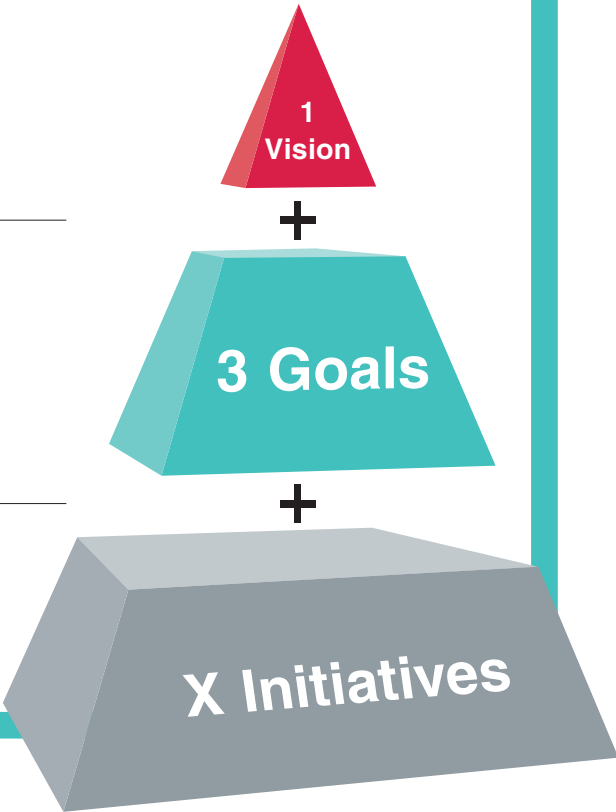 1
Vision
+
3 Goals
+
X Initiatives